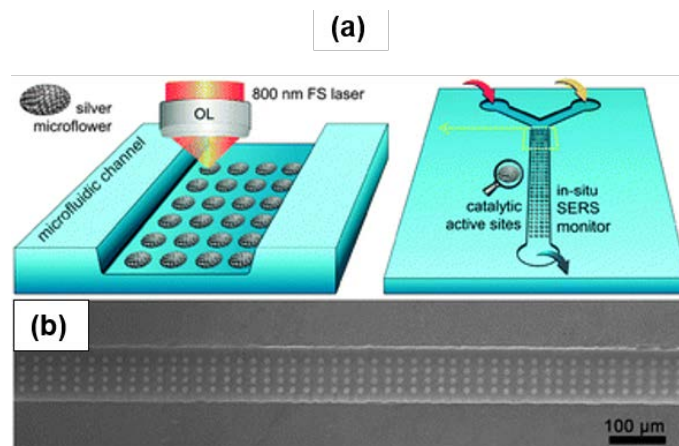 (a)
silver
microflower
800 nm FS laser
OL
microfluidic channel
catalytic
active sites
in-situ
SERS
monitor
(b)
100 µm